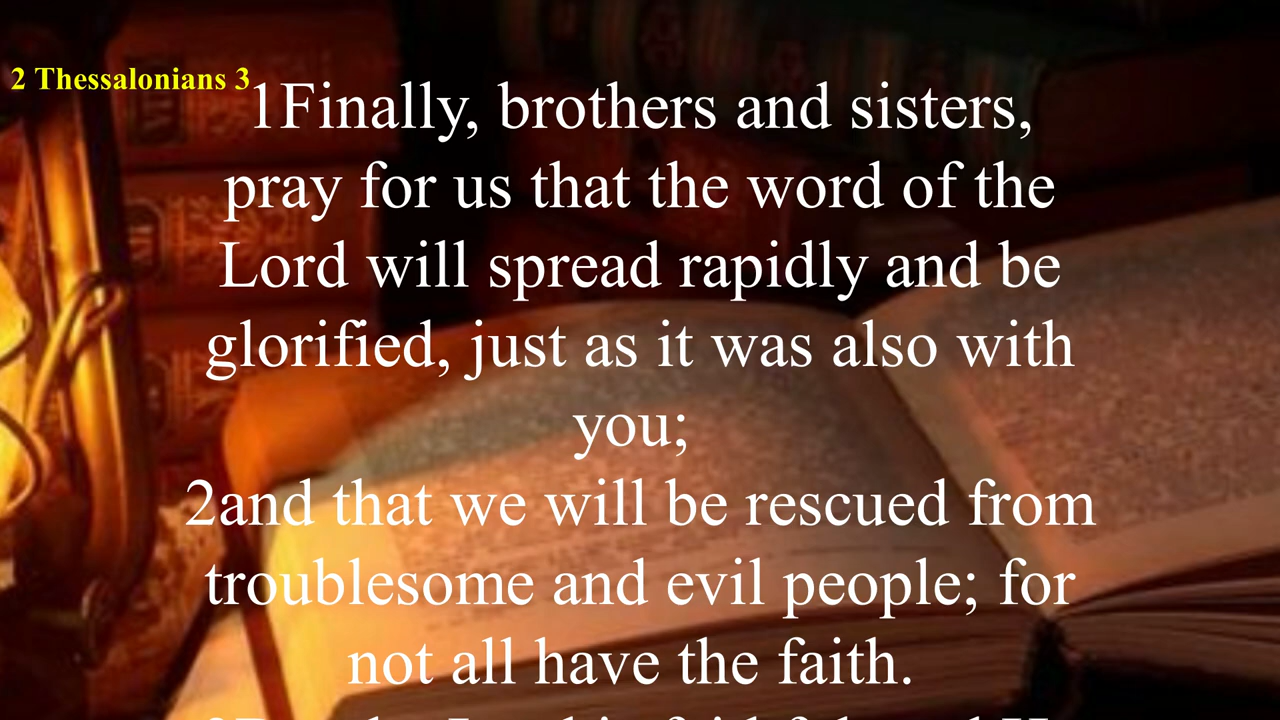 2 Thessalonians 3
1Finally, brothers and sisters,
pray for us that the word of the
Lord will spread rapidly and be
glorified, just as it was also with
you;
2and that we will be rescued from
troublesome and evil people; for
not all have the faith.